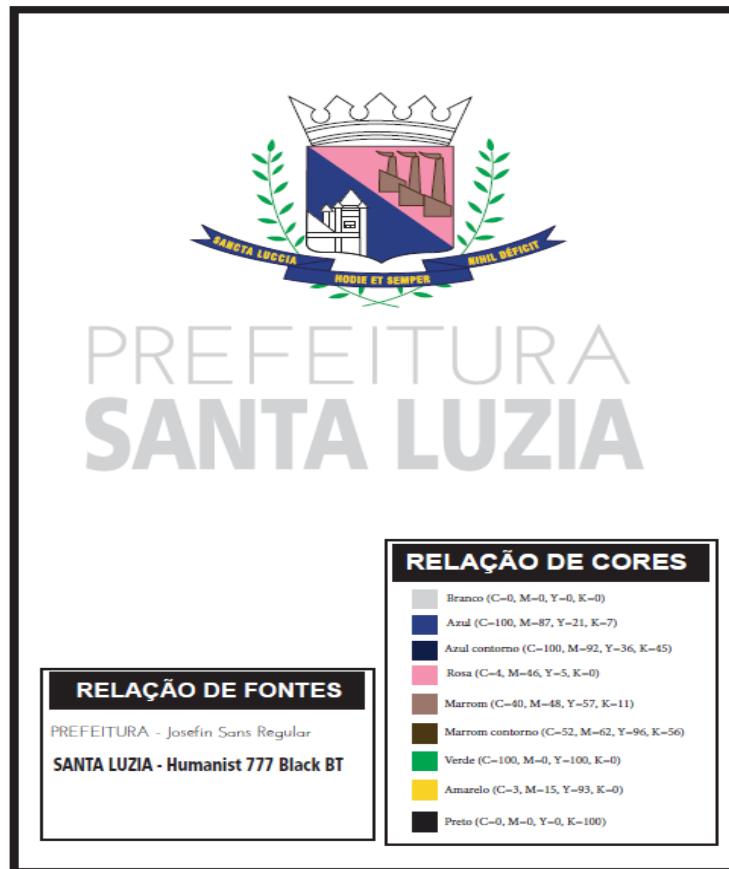 SANCTA LUCCIA
HODIE ET SEMPER
NIHIL DÉFICIT
PREFEITURA
SANTA LUZIA
RELAÇÃO DE CORES
Branco (C=0, M=0, Y=0, K=0)
Azul (C=100, M=87, Y=21, K=7)
Azul contorno (C=100, M=92, Y=36, K=45)
Rosa (C=4, M=46, Y=5, K=0)
Marrom (C=40, M=48, Y=57, K=11)
Marrom contorno (C=52, M=62, Y=96, K=56)
Verde (C=100, M=0, Y=100, K=0)
Amarelo (C=3, M=15, Y=93, K=0)
Preto (C=0, M=0, Y=0, K=100)
RELAÇÃO DE FONTES
PREFEITURA - Josefin Sans Regular
SANTA LUZIA - Humanist 777 Black BT